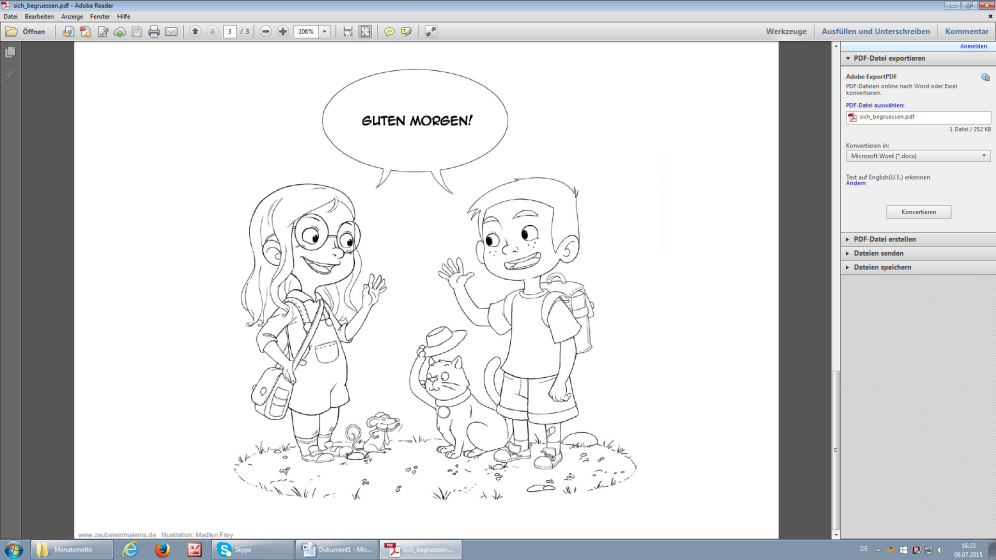 sich_begruessen.pdf - Adobe Reader
Datei Bearbeiten Anzeige Fenster Hilfe
Öffnen
3 / 3
106%
Werkzeuge
Ausfüllen und Unterschreiben
Kommentar
Anmelden
GUTEN MORGEN!
PDF-Datei exportieren
Adobe ExportPDF
PDF-Dateien online nach Word oder Excel
konvertieren.
PDF-Datei auswählen:
sich_begruessen.pdf
1 Datei / 252 KB
Konvertieren in:
Microsoft Word (*.docx)
Text auf English(U.S.) erkennen
Ändern
Konvertieren
PDF-Datei erstellen
Dateien senden
Dateien speichern
www.zaubereinmaleins.de Illustration: Madlen Frey
Monatsmotto
Skype
Dokument1 - Mic...
sich_begruessen....
DE
16:23
06.07.2015